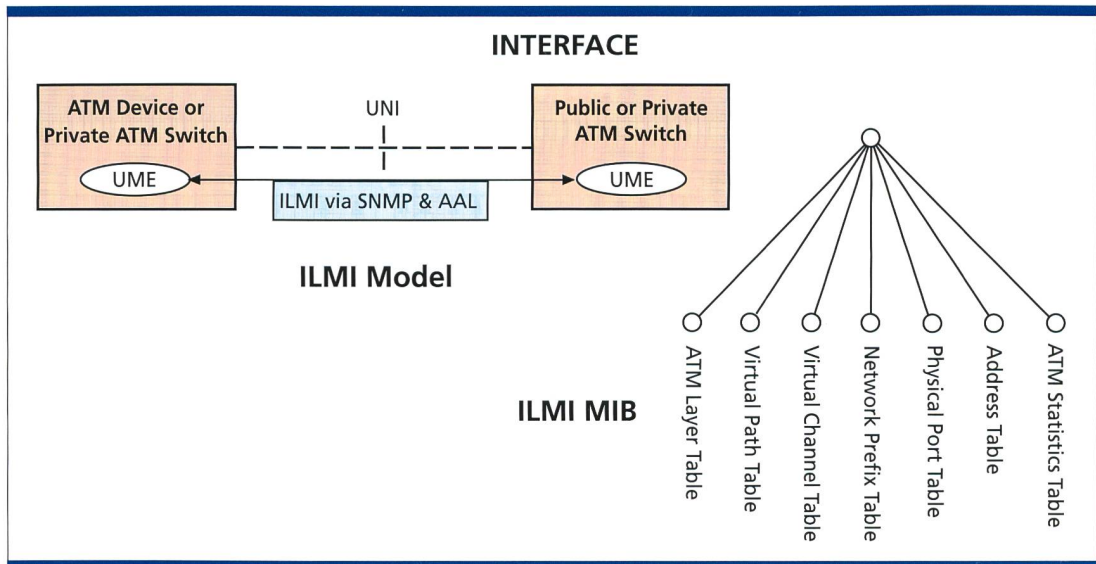 INTERFACE
ATM Device or
Private ATM Switch
UME
UNI
ILMI via SNMP & AAL
Public or Private
ATM Switch
UME
ILMI Model
ILMI MIB
ATM Layer Table
Virtual Path Table
Virtual Channel Table
Network Prefix Table
Physical Port Table
Address Table
ATM Statistics Table